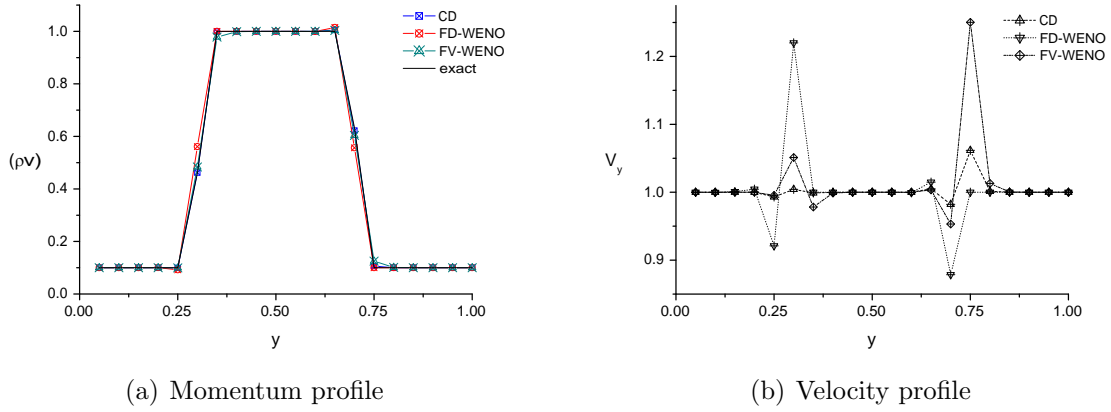 CD
FD-WENO
FV-WENO
exact
1.0
0.8
0.6
0.4
0.2
0.0
(ρv)
0.00
0.25
0.50
0.75
1.00
y
(a) Momentum profile
CD
FD-WENO
FV-WENO
1.2
1.1
1.0
0.9
V_y
0.00
0.25
0.50
0.75
1.00
y
(b) Velocity profile